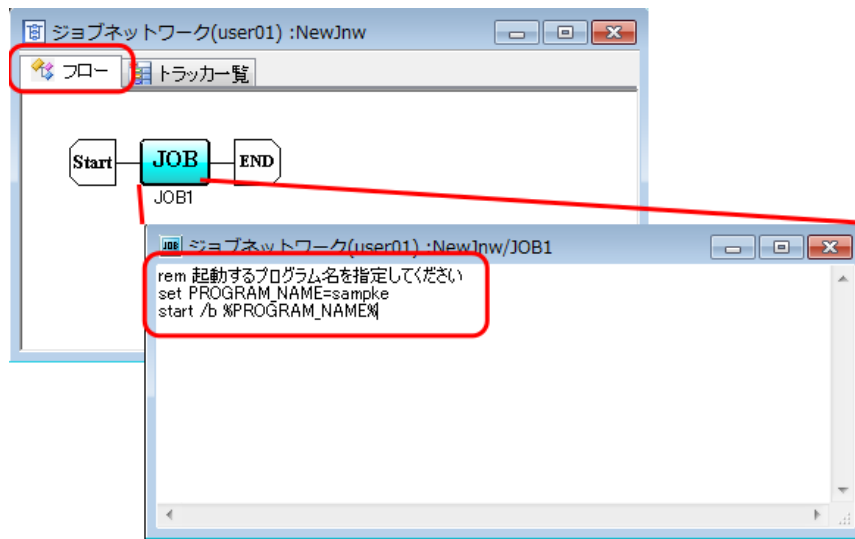 ジョブネットワーク(user01) :NewJnw
フロー
トラッカー覧
Start
JOB
END
JOB1
JOB
ジョブネットワーク(user01) :NewJnw/JOB1
rem 起動するプログラム名を指定してください
set PROGRAM_NAME=sampke
start /b %PROGRAM_NAME%